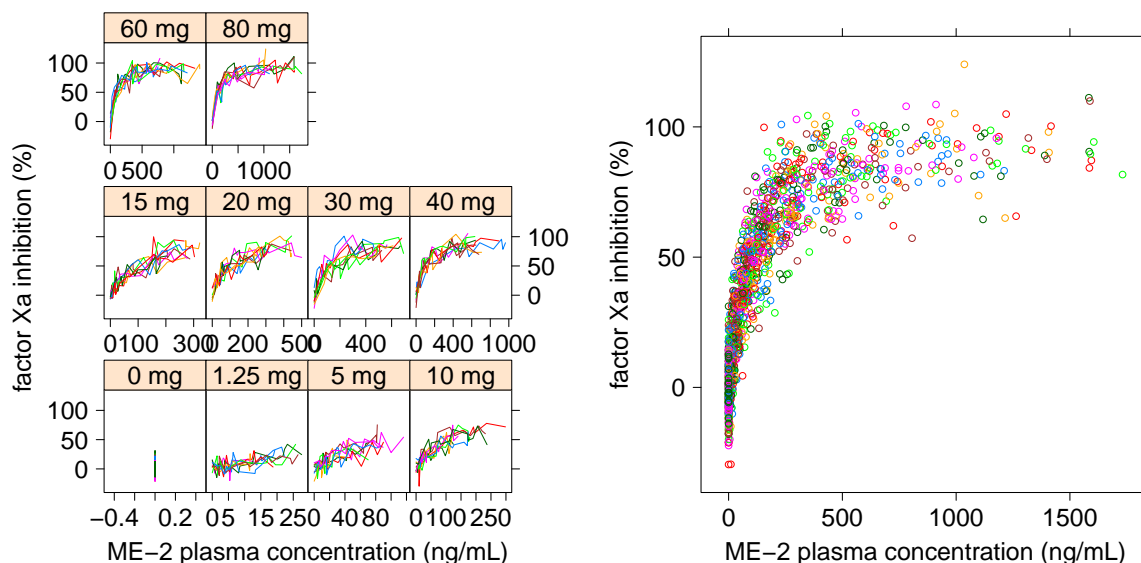 60 mg 80 mg
100
50
0
0 500 0 1000
15 mg 20 mg 30 mg 40 mg
100
50
0
0 100 300 0 200 500 0 400 0 400 1000
0 mg 1.25 mg 5 mg 10 mg
100
50
0
−0.4 0.2 0 5 15 25 0 40 80 0 100 250
factor Xa inhibition (%)
ME−2 plasma concentration (ng/mL)
100
50
0
0 500 1000 1500
factor Xa inhibition (%)
ME−2 plasma concentration (ng/mL)